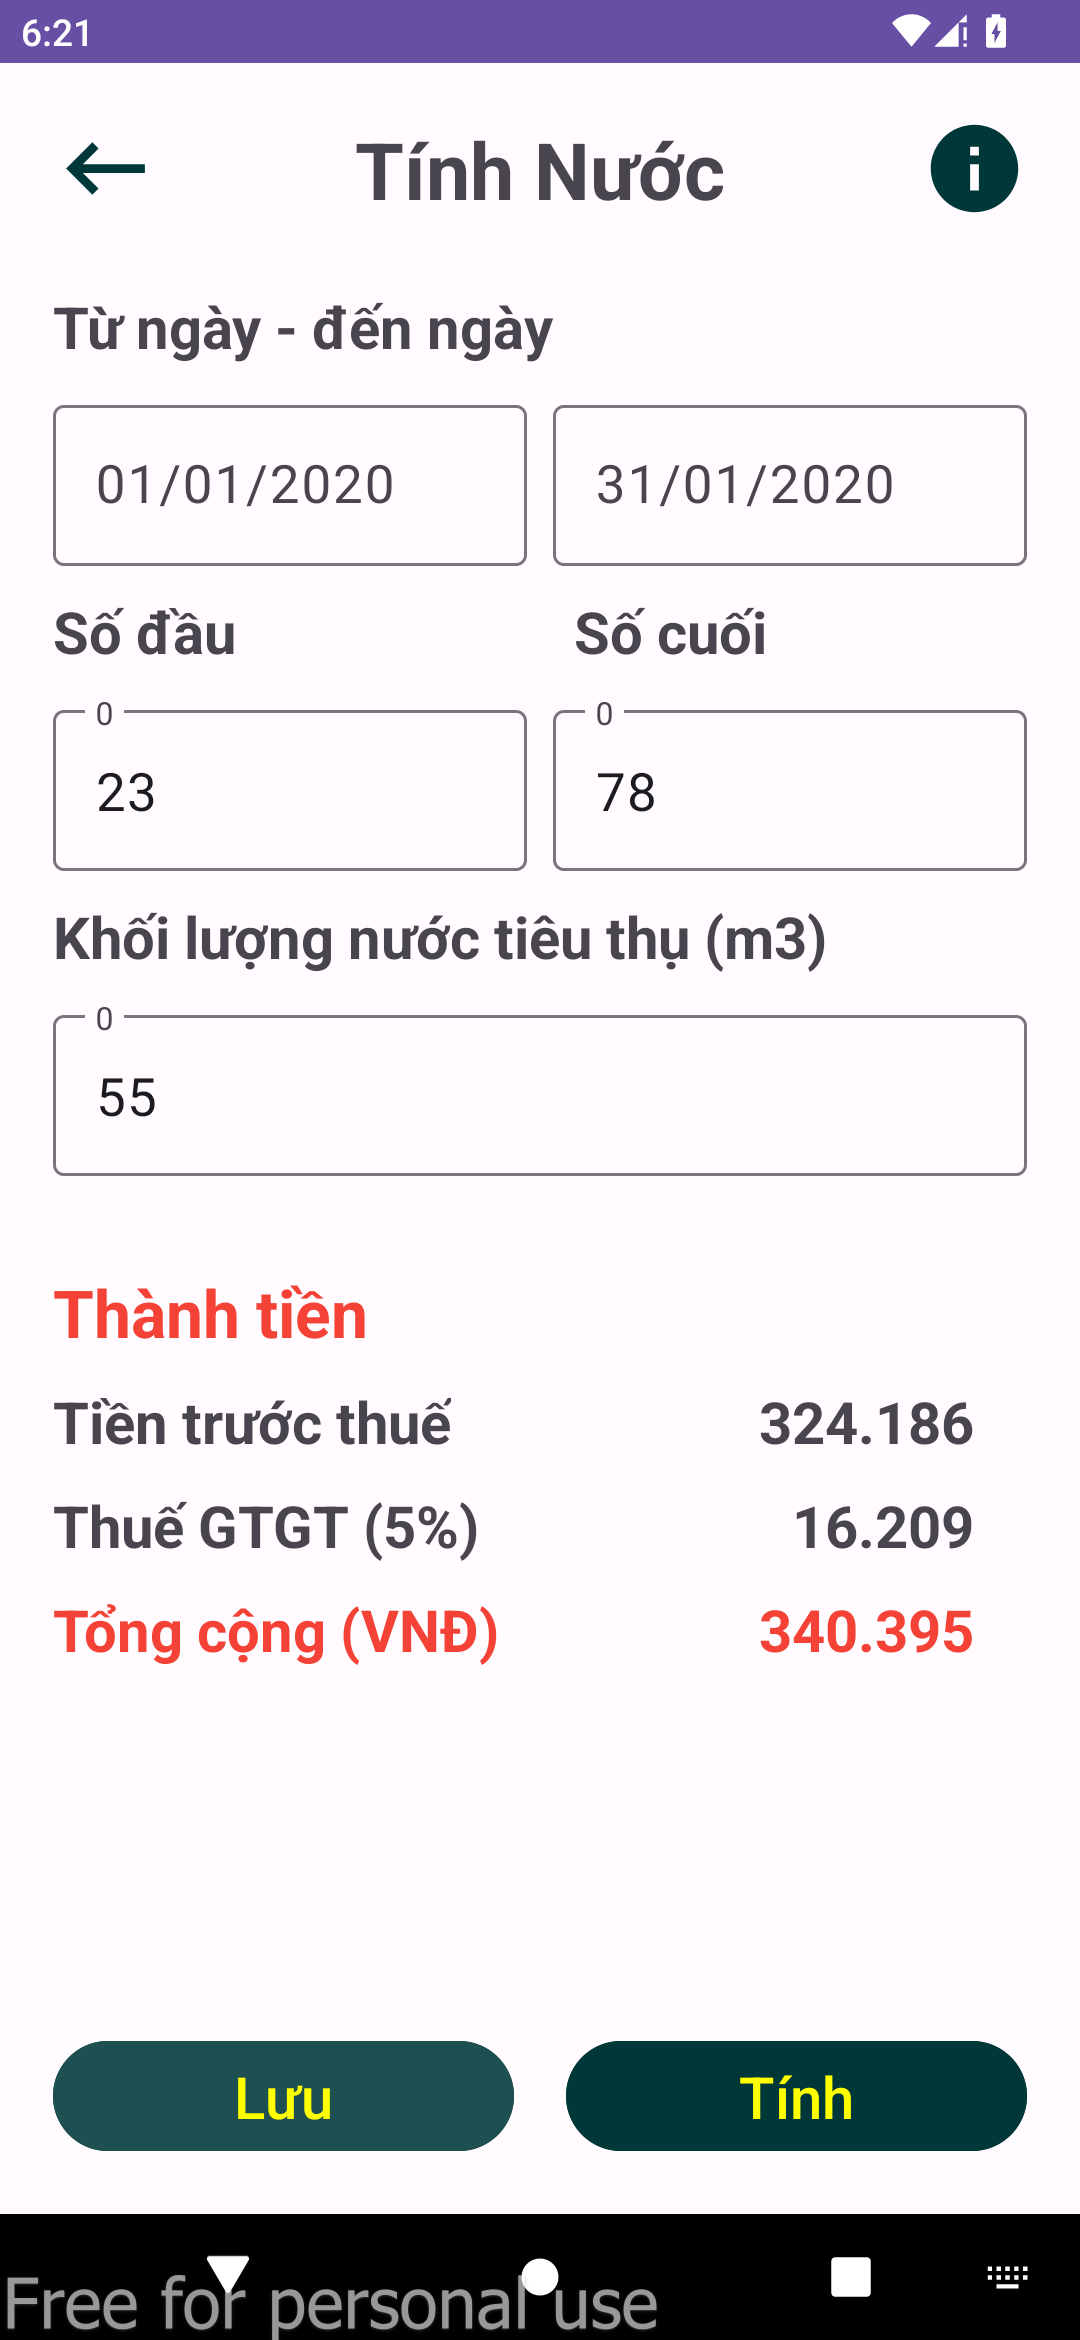 6:21
Tính Nước
Từ ngày - đến ngày
01/01/2020 31/01/2020
Số đầu Số cuối
0 0
23 78
Khối lượng nước tiêu thụ (m3)
0
55
Thành tiền
Tiền trước thuế 324.186
Thuế GTGT (5%) 16.209
Tổng cộng (VNĐ) 340.395
Lưu Tính
Free for personal use